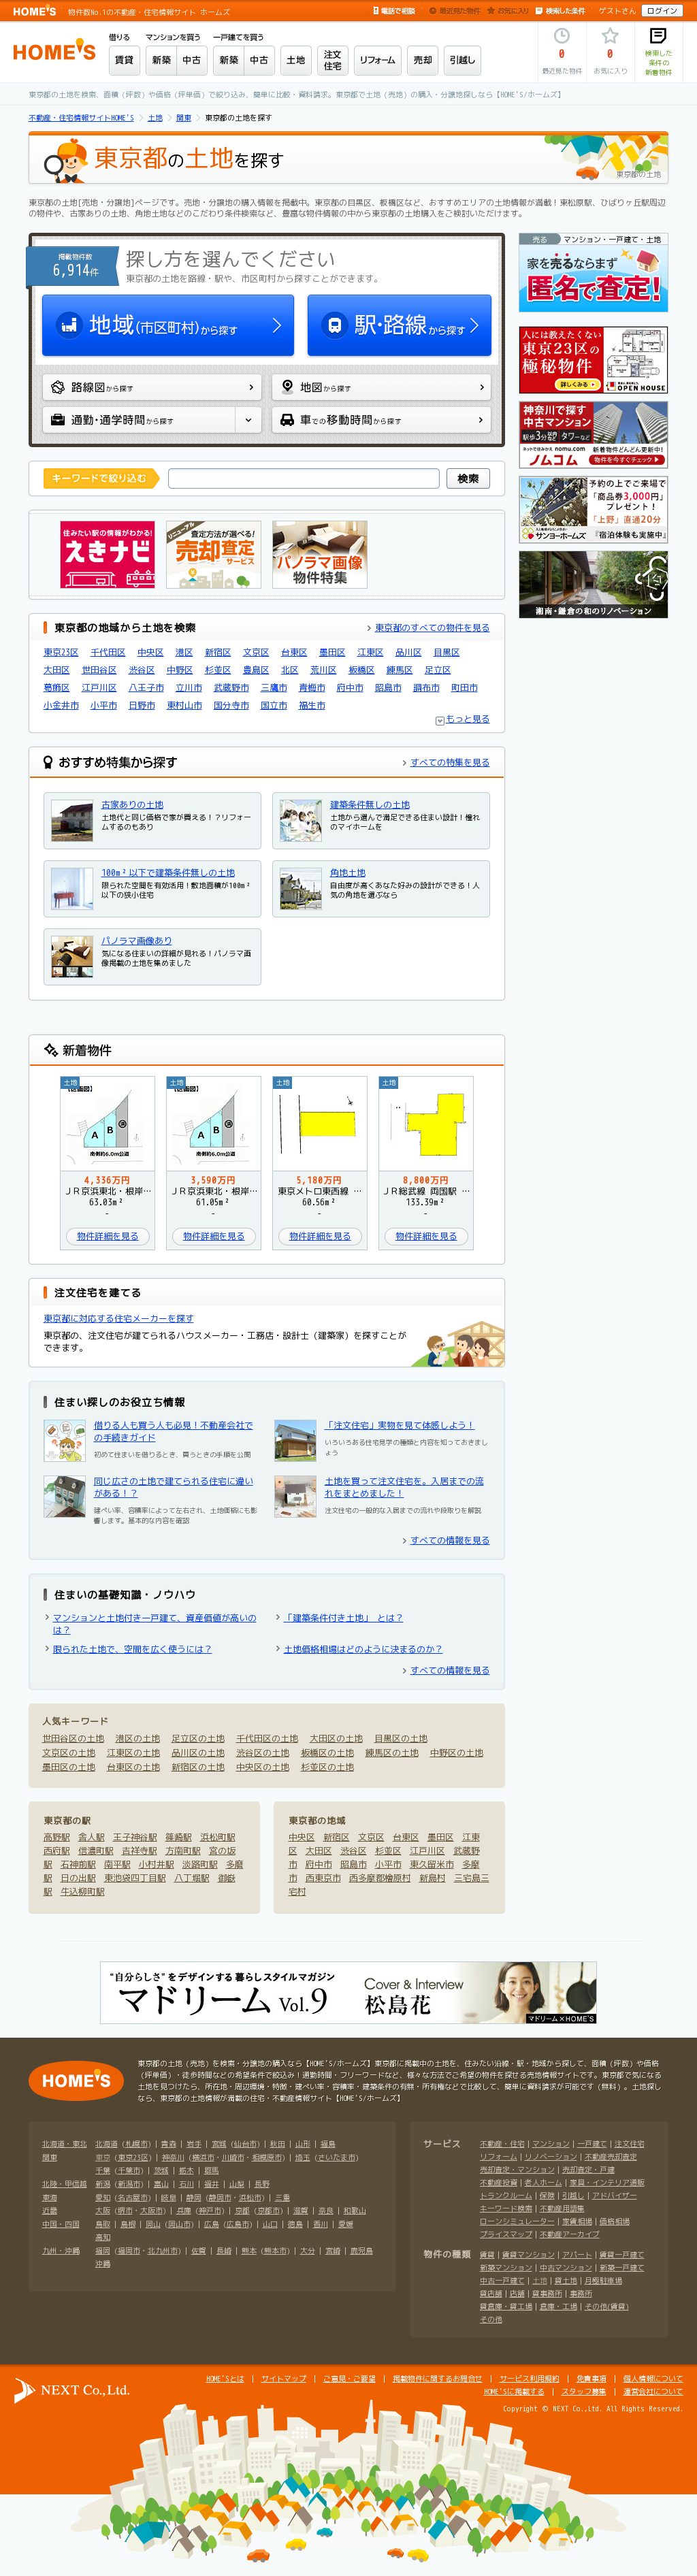 HOME'S 物件数No.1の不動産・住宅情報サイト ホームズ
電話で相談 最近見た物件 お気に入り 検索した条件 ゲストさん ログイン
HOME'S
借りる マンションを買う 一戸建てを買う
賃貸 新築 中古 新築 中古 土地 注文住宅 リフォーム 売却 引越し
0 最近見た物件
0 お気に入り
検索した条件の新着物件
東京都の土地を検索、面積(坪数)や価格(坪単価)で絞り込み、簡単に比較・資料請求。東京都で土地(売地)の購入・分譲地探しなら【HOME'S/ホームズ】
不動産・住宅情報サイトHOME'S > 土地 > 関東 > 東京都の土地を探す
東京都の土地を探す
東京都の土地
東京都の土地[売地・分譲地]ページです。売地・分譲地の購入情報を掲載中。東京都の目黒区、板橋区など、おすすめエリアの土地情報が満載!東松原駅、ひばりヶ丘駅周辺
の物件や、古家ありの土地、角地土地などのこだわり条件検索など、豊富な物件情報の中から東京都の土地購入をご検討いただけます。
掲載物件数
6,914件
探し方を選んでください
東京都の土地を路線・駅や、市区町村から探すことができます。
地域(市区町村)から探す
駅・路線から探す
路線図から探す
地図から探す
通勤・通学時間から探す
車での移動時間から探す
キーワードで絞り込む
検索
売る マンション・一戸建て・土地
家を売るならまず
匿名で査定!
人には教えたくない
東京23区の
極秘物件
詳しくみる
OPEN HOUSE
神奈川で探す
中古マンション
駅歩3分以内 タワーなど
ネットで住みかえ nomu.com
ノムコム
新着物件どんどん更新中!
物件を今すぐチェック
予約の上でご来場で
「商品券3,000円」
プレゼント!
「上野」直通20分
サンヨーホームズ
『宿泊体験も実施中』
湘南・鎌倉の和のリノベーション
住みたい駅の情報がわかる!
えきナビ
リニューアル
査定方法が選べる!
売却査定
サービス
パノラマ画像
物件特集
東京都の地域から土地を検索
東京都のすべての物件を見る
東京23区 千代田区 中央区 港区 新宿区 文京区 台東区 墨田区 江東区 品川区 目黒区
大田区 世田谷区 渋谷区 中野区 杉並区 豊島区 北区 荒川区 板橋区 練馬区 足立区
葛飾区 江戸川区 八王子市 立川市 武蔵野市 三鷹市 青梅市 府中市 昭島市 調布市 町田市
小金井市 小平市 日野市 東村山市 国分寺市 国立市 福生市
もっと見る
おすすめ特集から探す
すべての特集を見る
古家ありの土地
土地代と同じ価格で家が買える!?リフォームするのもあり
建築条件無しの土地
土地から選んで満足できる住まい設計!憧れのマイホームを
100m²以下で建築条件無しの土地
限られた空間を有効活用!敷地面積が100m²以下の狭小住宅
角地土地
自由度が高くあなた好みの設計ができる!人気の角地を選ぶなら
パノラマ画像あり
気になる住まいの詳細が見れる!パノラマ画像掲載の土地を集めました
新着物件
土地 土地 土地 土地
A B A B
南側約6.0m公道 南側約6.0m公道
4,336万円 3,590万円 5,180万円 8,800万円
JR京浜東北・根岸… JR京浜東北・根岸… 東京メトロ東西線 … JR総武線 両国駅 …
63.03m² 61.05m² 60.56m² 133.39m²
- - - -
物件詳細を見る 物件詳細を見る 物件詳細を見る 物件詳細を見る
注文住宅を建てる
東京都に対応する住宅メーカーを探す
東京都の、注文住宅が建てられるハウスメーカー・工務店・設計士(建築家)を探すことが
できます。
住まい探しのお役立ち情報
借りる人も買う人も必見!不動産会社での手続きガイド
初めて住まいを借りるとき、買うときの手順を公開
「注文住宅」実物を見て体感しよう!
いろいろある住宅見学の種類と内容を知っておきましょう
同じ広さの土地で建てられる住宅に違いがある!?
建ぺい率、容積率によって左右され、土地価格にも影響します。基本的な内容を確認
土地を買って注文住宅を。入居までの流れをまとめました!
注文住宅の一般的な入居までの流れや段取りを解説
すべての情報を見る
住まいの基礎知識・ノウハウ
マンションと土地付き一戸建て、資産価値が高いのは?
「建築条件付き土地」 とは?
限られた土地で、空間を広く使うには?
土地価格相場はどのように決まるのか?
すべての情報を見る
人気キーワード
世田谷区の土地 港区の土地 足立区の土地 千代田区の土地 大田区の土地 目黒区の土地
文京区の土地 江東区の土地 品川区の土地 渋谷区の土地 板橋区の土地 練馬区の土地 中野区の土地
墨田区の土地 台東区の土地 新宿区の土地 中央区の土地 杉並区の土地
東京都の駅
高野駅 舎人駅 王子神谷駅 篠崎駅 浜松町駅
西府駅 信濃町駅 吉祥寺駅 方南町駅 宮の坂
駅 石神前駅 南平駅 小村井駅 淡路町駅 多磨
駅 日の出駅 東池袋四丁目駅 八丁堀駅 御嶽
駅 牛込柳町駅
東京都の地域
中央区 新宿区 文京区 台東区 墨田区 江東
区 大田区 渋谷区 杉並区 江戸川区 武蔵野
市 府中市 昭島市 小平市 東久留米市 多摩
市 西東京市 西多摩郡檜原村 新島村 三宅島三
宅村
"自分らしさ"をデザインする暮らしスタイルマガジン
マドリーム Vol.9
Cover & Interview
松島花
マドリーム×HOME'S
HOME'S
東京都の土地(売地)を検索・分譲地の購入なら【HOME'S/ホームズ】東京都に掲載中の土地を、住みたい沿線・駅・地域から探して、面積(坪数)や価格
(坪単価)・徒歩時間などの希望条件で絞込み!通勤時間・フリーワードなど、様々な方法でご希望の物件を探せる売地情報サイトです。東京都で気になる
土地を見つけたら、所在地・周辺環境・特徴・建ぺい率・容積率・建築条件の有無・所有権などで比較して、簡単に資料請求が可能です(無料)。土地探し
なら、東京都の土地情報が満載の住宅・不動産情報サイト【HOME'S/ホームズ】
北海道・東北 北海道(札幌市)|青森|岩手|宮城(仙台市)|秋田|山形|福島
関東 東京(東京23区)|神奈川(横浜市・川崎市・相模原市)|埼玉(さいたま市)
千葉(千葉市)|茨城|栃木|群馬
北陸・甲信越 新潟(新潟市)|富山|石川|福井|山梨|長野
東海 愛知(名古屋市)|岐阜|静岡(静岡市・浜松市)|三重
近畿 大阪(堺市・大阪市)|兵庫(神戸市)|京都(京都市)|滋賀|奈良|和歌山
中国・四国 鳥取|島根|岡山(岡山市)|広島(広島市)|山口|徳島|香川|愛媛
高知
九州・沖縄 福岡(福岡市・北九州市)|佐賀|長崎|熊本(熊本市)|大分|宮崎|鹿児島
沖縄
サービス
不動産・住宅|マンション|一戸建て|注文住宅
リフォーム|リノベーション|不動産売却査定
売却査定・マンション|売却査定・戸建
不動産投資|老人ホーム|家具・インテリア通販
トランクルーム|保険|引越し|アドバイザー
キーワード検索|不動産用語集
ローンシミュレーター|家賃相場|価格相場
プライスマップ|不動産アーカイブ
物件の種類
賃貸|賃貸マンション|アパート|賃貸一戸建て
新築マンション|中古マンション|新築一戸建て
中古一戸建て|土地|貸土地|月極駐車場
貸店舗|店舗|貸事務所|事務所
貸倉庫・貸工場|倉庫・工場|その他(賃貸)
その他
NEXT Co.,Ltd.
HOME'Sとは | サイトマップ | ご意見・ご要望 | 掲載物件に関するお問合せ | サービス利用規約 | 免責事項 | 個人情報について
HOME'Sに掲載する | スタッフ募集 | 運営会社について
Copyright © NEXT Co.,Ltd. All Rights Reserved.